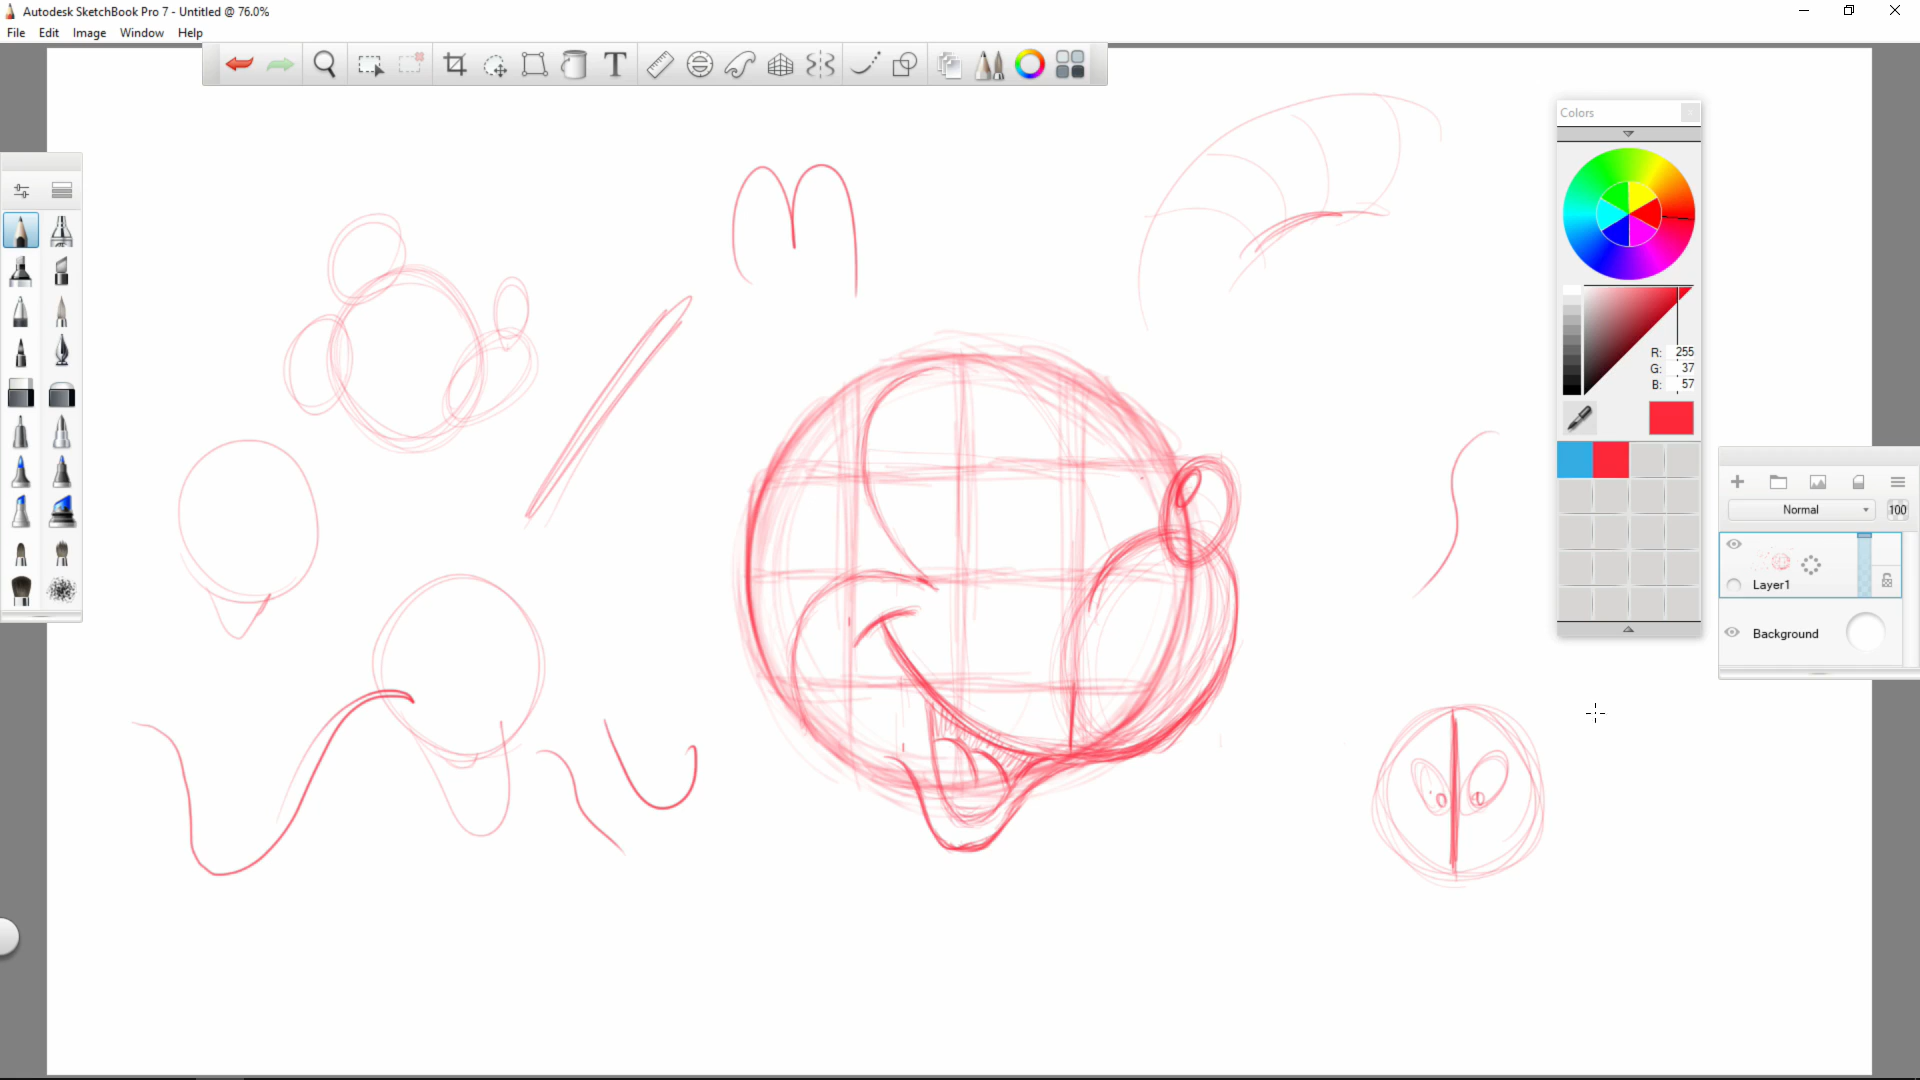 Autodesk SketchBook Pro 7 - Untitled @ 76.0%
File Edit Image Window Help
T
Colors
R: 255
G: 37
B: 57
Normal 100
Layer1
Background